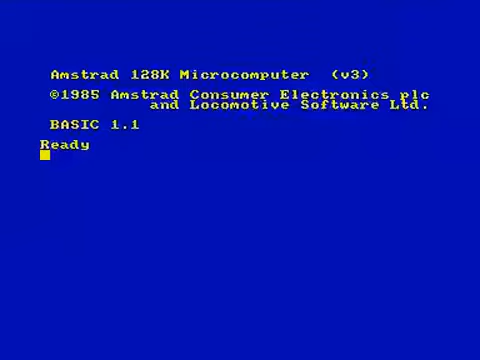 Amstrad 128K Microcomputer (v3)
©1985 Amstrad Consumer Electronics plc
and Locomotive Software Ltd.
BASIC 1.1
Ready